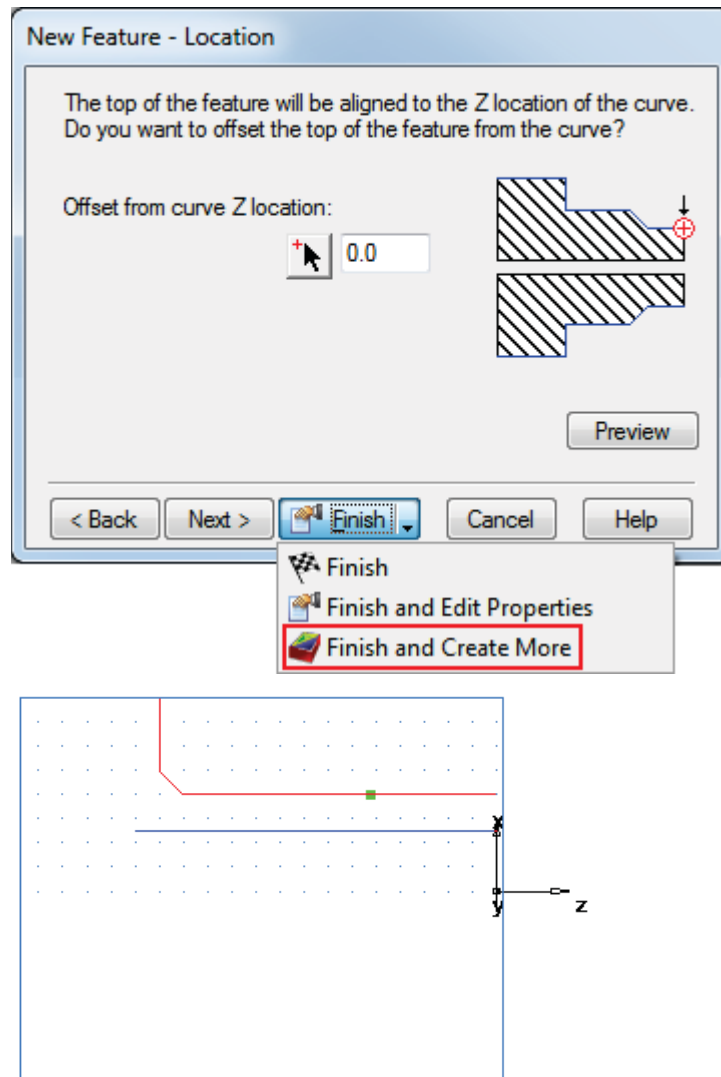 New Feature - Location
The top of the feature will be aligned to the Z location of the curve.
Do you want to offset the top of the feature from the curve?
Offset from curve Z location:
0.0
Preview
< Back Next > Finish Cancel Help
Finish
Finish and Edit Properties
Finish and Create More
x
y
z